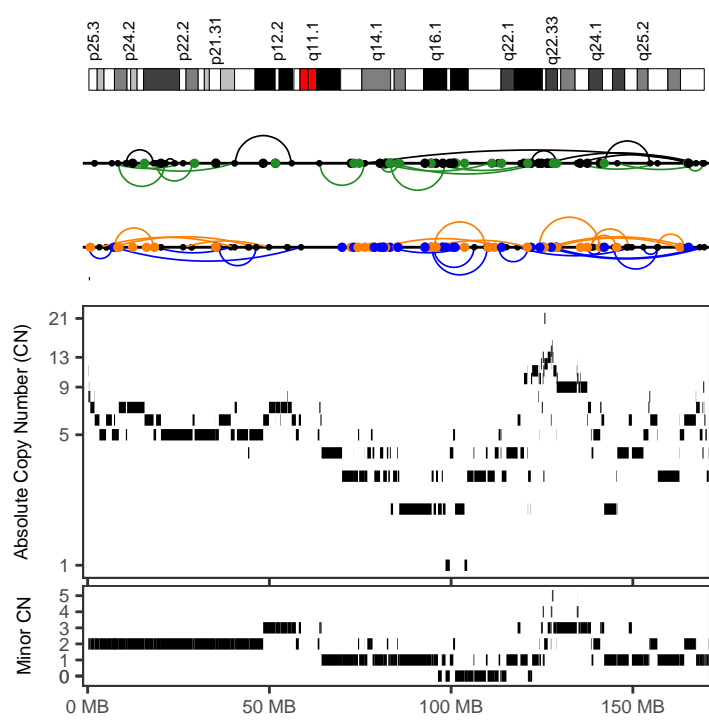 p25.3 p24.2 p22.2 p21.31 p12.2 q11.1 q14.1 q16.1 q22.1 q22.33 q24.1 q25.2
Absolute Copy Number (CN)
21
13
9
5
1
Minor CN
5
4
3
2
1
0
0 MB 50 MB 100 MB 150 MB